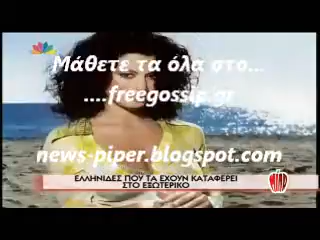 Μάθετε τα όλα στο...
....freegossip.gr
news-piper.blogspot.com
ΕΛΛΗΝΙΔΕΣ ΠΟΥ ΤΑ ΕΧΟΥΝ ΚΑΤΑΦΕΡΕΙ
ΣΤΟ ΕΞΩΤΕΡΙΚΟ